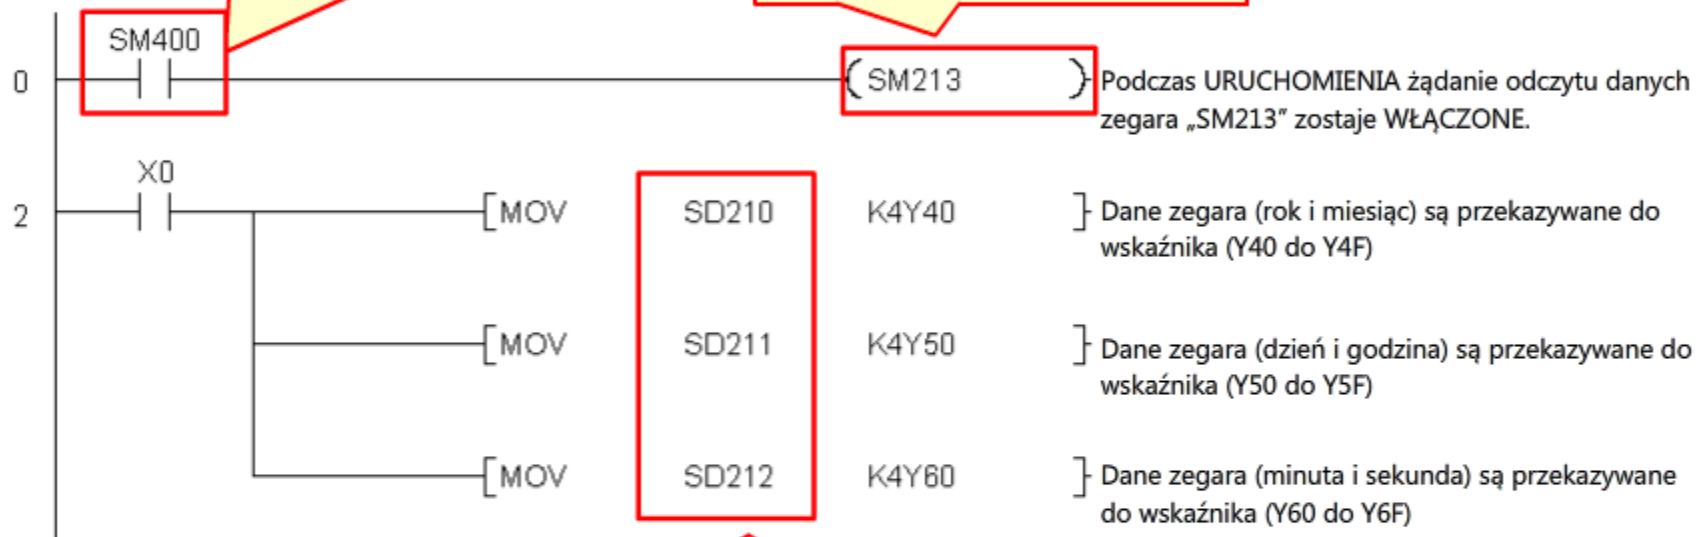 SM400
0 SM213 Podczas URUCHOMIENIA żądanie odczytu danych
zegara „SM213” zostaje WŁĄCZONE.
X0
2 MOV SD210 K4Y40 Dane zegara (rok i miesiąc) są przekazywane do
wskaźnika (Y40 do Y4F)
MOV SD211 K4Y50 Dane zegara (dzień i godzina) są przekazywane do
wskaźnika (Y50 do Y5F)
MOV SD212 K4Y60 Dane zegara (minuta i sekunda) są przekazywane
do wskaźnika (Y60 do Y6F)